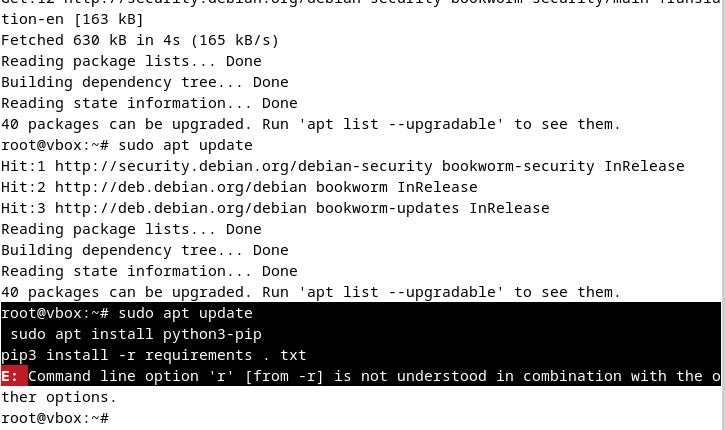 Get:12 http://security.debian.org/debian-security bookworm-security/main Transla
tion-en [163 kB]
Fetched 630 kB in 4s (165 kB/s)
Reading package lists... Done
Building dependency tree... Done
Reading state information... Done
40 packages can be upgraded. Run 'apt list --upgradable' to see them.
root@vbox:~# sudo apt update
Hit:1 http://security.debian.org/debian-security bookworm-security InRelease
Hit:2 http://deb.debian.org/debian bookworm InRelease
Hit:3 http://deb.debian.org/debian bookworm-updates InRelease
Reading package lists... Done
Building dependency tree... Done
Reading state information... Done
40 packages can be upgraded. Run 'apt list --upgradable' to see them.
root@vbox:~# sudo apt update
 sudo apt install python3-pip
pip3 install -r requirements . txt
E: Command line option 'r' [from -r] is not understood in combination with the o
ther options.
root@vbox:~#